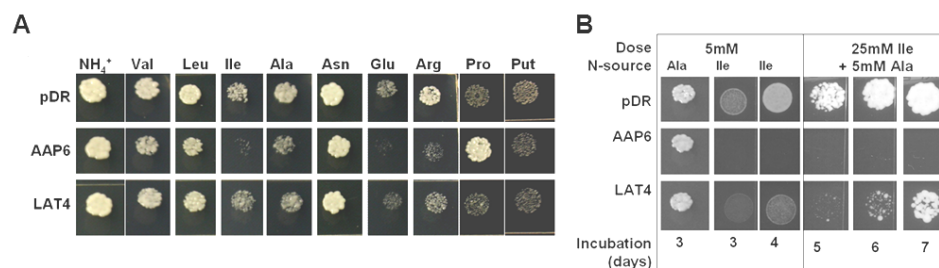 A
NH4+ Val Leu Ile Ala Asn Glu Arg Pro Put
pDR
AAP6
LAT4
B
Dose 5mM 25mM Ile
N-source + 5mM Ala
Ala Ile Ile
pDR
AAP6
LAT4
Incubation 3 3 4 5 6 7
(days)